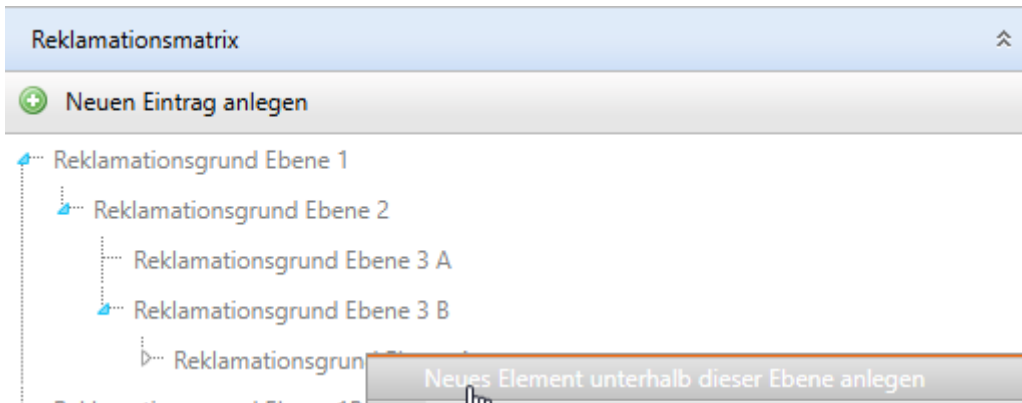 Reklamationsmatrix
Neuen Eintrag anlegen
Reklamationsgrund Ebene 1
Reklamationsgrund Ebene 2
Reklamationsgrund Ebene 3 A
Reklamationsgrund Ebene 3 B
Reklamationsgrun
Neues Element unterhalb dieser Ebene anlegen